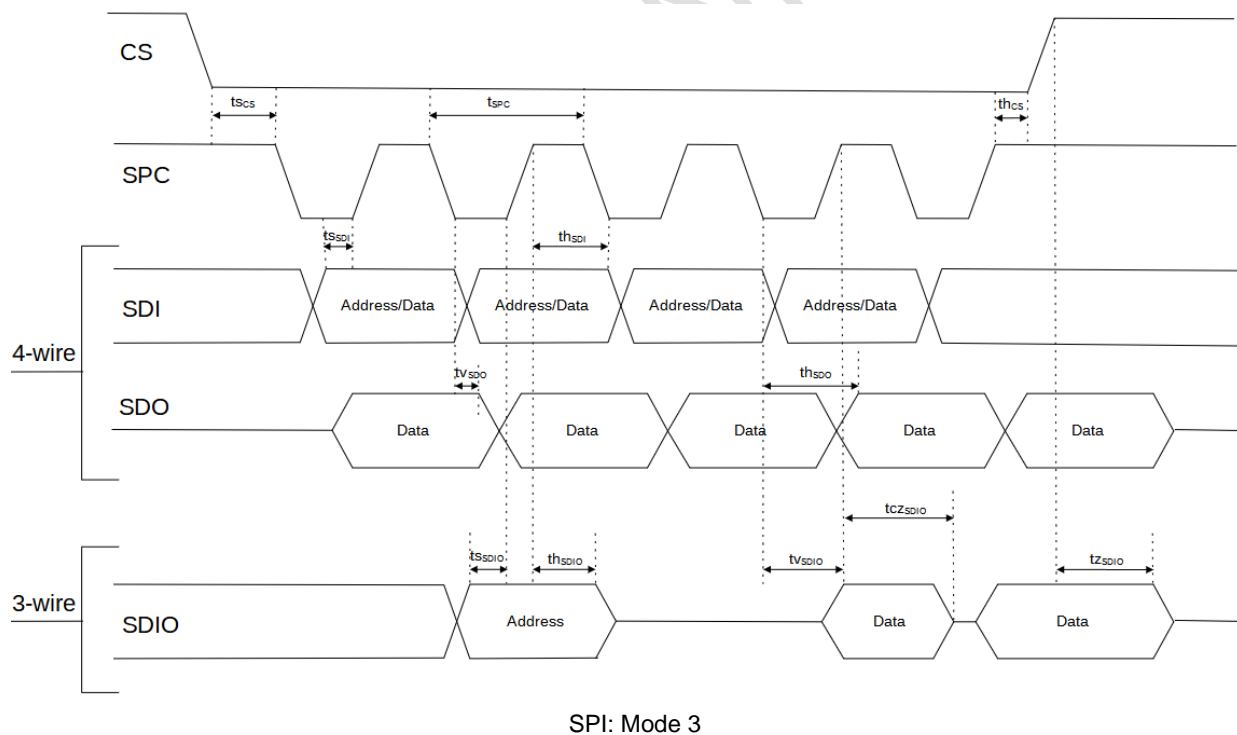 CS
tsCS
tSPC
thCS
SPC
tsSDI
thSDI
SDI
Address/Data
Address/Data
Address/Data
Address/Data
4-wire
tvSDO
thSDO
SDO
Data
Data
Data
Data
Data
tczSDIO
tsSDIO
thSDIO
tvSDIO
tzSDIO
3-wire
SDIO
Address
Data
Data
SPI: Mode 3